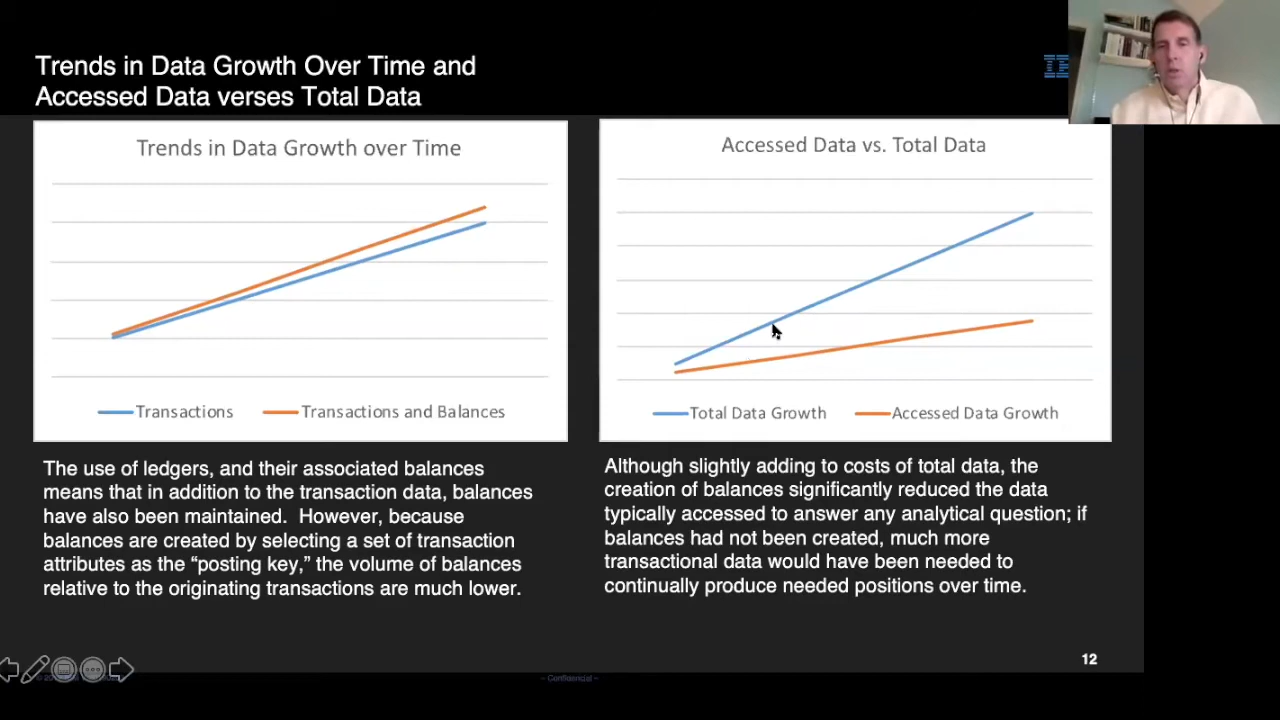 Trends in Data Growth Over Time and
Accessed Data verses Total Data
Trends in Data Growth over Time
Transactions
Transactions and Balances
Accessed Data vs. Total Data
Total Data Growth
Accessed Data Growth
The use of ledgers, and their associated balances
means that in addition to the transaction data, balances
have also been maintained.  However, because
balances are created by selecting a set of transaction
attributes as the “posting key,” the volume of balances
relative to the originating transactions are much lower.
Although slightly adding to costs of total data, the
creation of balances significantly reduced the data
typically accessed to answer any analytical question; if
balances had not been created, much more
transactional data would have been needed to
continually produce needed positions over time.
12
– Confidencial –